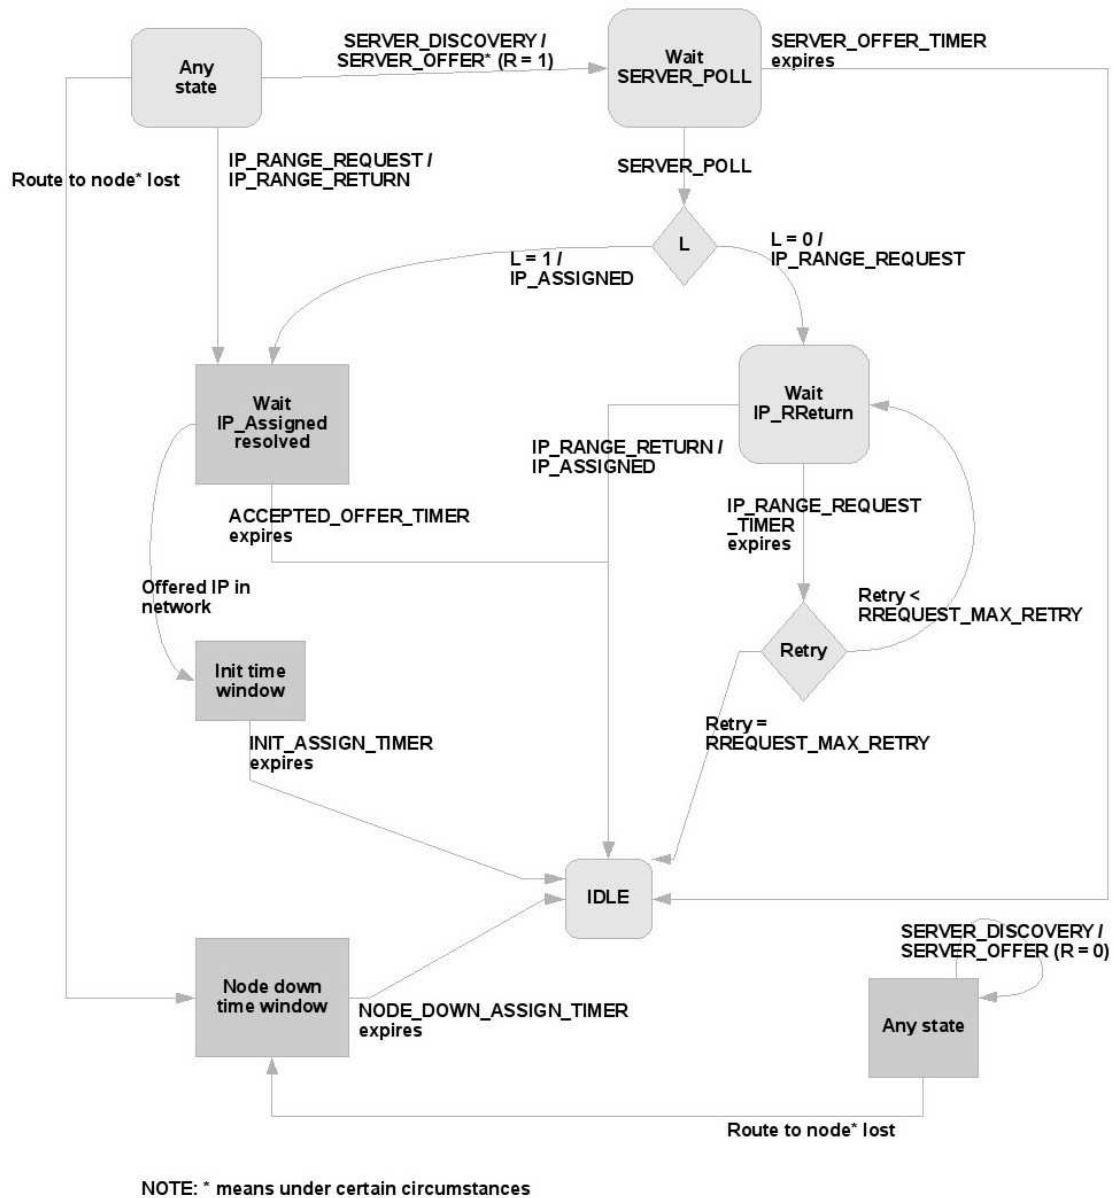 SERVER_DISCOVERY /
SERVER_OFFER* (R = 1)
Any
state
Wait
SERVER_POLL
SERVER_OFFER_TIMER
expires
Route to node* lost
IP_RANGE_REQUEST /
IP_RANGE_RETURN
SERVER_POLL
L
L = 1 /
IP_ASSIGNED
L = 0 /
IP_RANGE_REQUEST
Wait
IP_Assigned
resolved
Wait
IP_RReturn
IP_RANGE_RETURN /
IP_ASSIGNED
ACCEPTED_OFFER_TIMER
expires
IP_RANGE_REQUEST
_TIMER
expires
Offered IP in
network
Retry <
RREQUEST_MAX_RETRY
Retry
Init time
window
INIT_ASSIGN_TIMER
expires
Retry =
RREQUEST_MAX_RETRY
IDLE
Node down
time window
NODE_DOWN_ASSIGN_TIMER
expires
SERVER_DISCOVERY /
SERVER_OFFER (R = 0)
Any state
Route to node* lost
NOTE: * means under certain circumstances